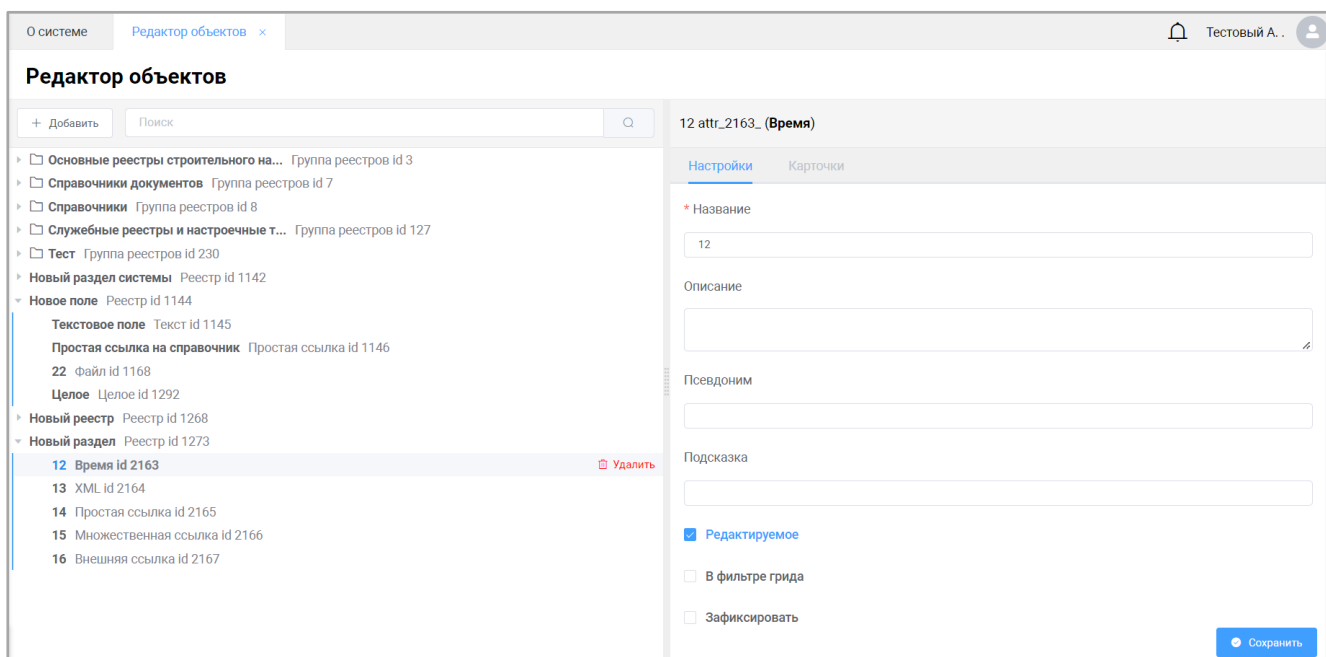 О системе
Редактор объектов ×
Тестовый А. .
Редактор объектов
+ Добавить
Поиск
Основные реестры строительного на... Группа реестров id 3
Справочники документов Группа реестров id 7
Справочники Группа реестров id 8
Служебные реестры и настроечные т... Группа реестров id 127
Тест Группа реестров id 230
Новый раздел системы Реестр id 1142
Новое поле Реестр id 1144
Текстовое поле Текст id 1145
Простая ссылка на справочник Простая ссылка id 1146
22 Файл id 1168
Целое Целое id 1292
Новый реестр Реестр id 1268
Новый раздел Реестр id 1273
12 Время id 2163 Удалить
13 XML id 2164
14 Простая ссылка id 2165
15 Множественная ссылка id 2166
16 Внешняя ссылка id 2167
12 attr_2163_ (Время)
Настройки
Карточки
* Название
12
Описание
Псевдоним
Подсказка
Редактируемое
В фильтре грида
Зафиксировать
Сохранить